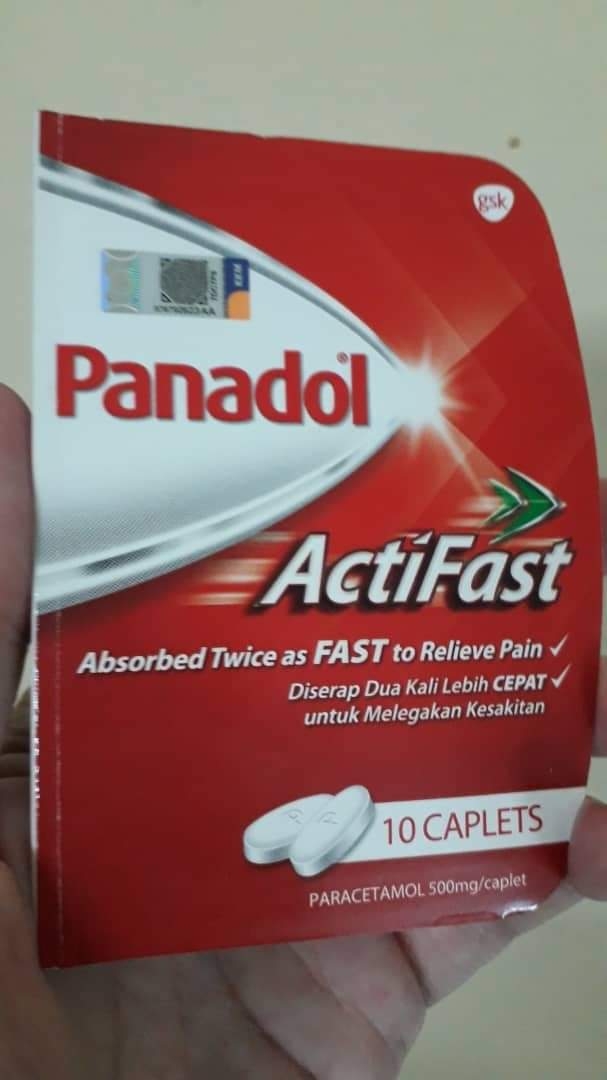 gsk
KKM
Panadol®
ActiFast
Absorbed Twice as FAST to Relieve Pain ✓
Diserap Dua Kali Lebih CEPAT ✓
untuk Melegakan Kesakitan
10 CAPLETS
PARACETAMOL 500mg/caplet